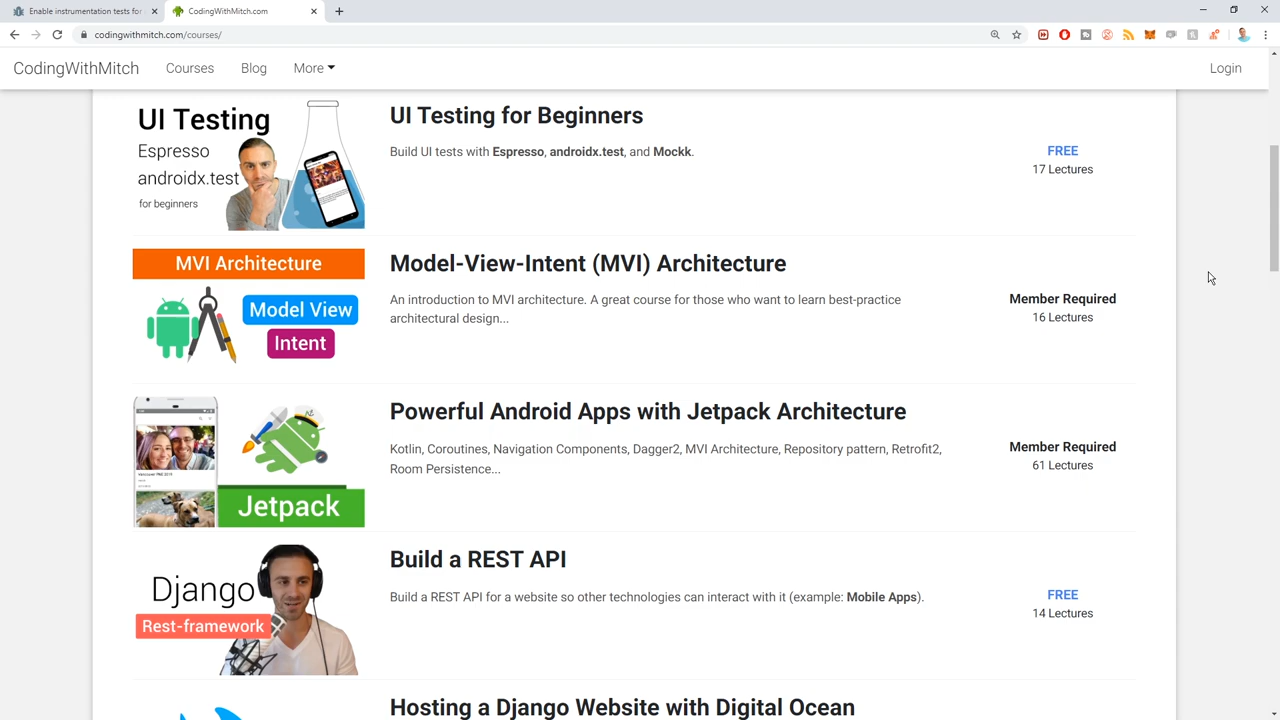 Enable instrumentation tests for
CodingWithMitch.com
codingwithmitch.com/courses/
CodingWithMitch
Courses
Blog
More
Login
UI Testing
Espresso
androidx.test
for beginners
UI Testing for Beginners
Build UI tests with Espresso, androidx.test, and Mockk.
FREE
17 Lectures
MVI Architecture
Model View
Intent
Model-View-Intent (MVI) Architecture
An introduction to MVI architecture. A great course for those who want to learn best-practice
architectural design...
Member Required
16 Lectures
Jetpack
Powerful Android Apps with Jetpack Architecture
Kotlin, Coroutines, Navigation Components, Dagger2, MVI Architecture, Repository pattern, Retrofit2,
Room Persistence...
Member Required
61 Lectures
Django
Rest-framework
Build a REST API
Build a REST API for a website so other technologies can interact with it (example: Mobile Apps).
FREE
14 Lectures
Hosting a Django Website with Digital Ocean